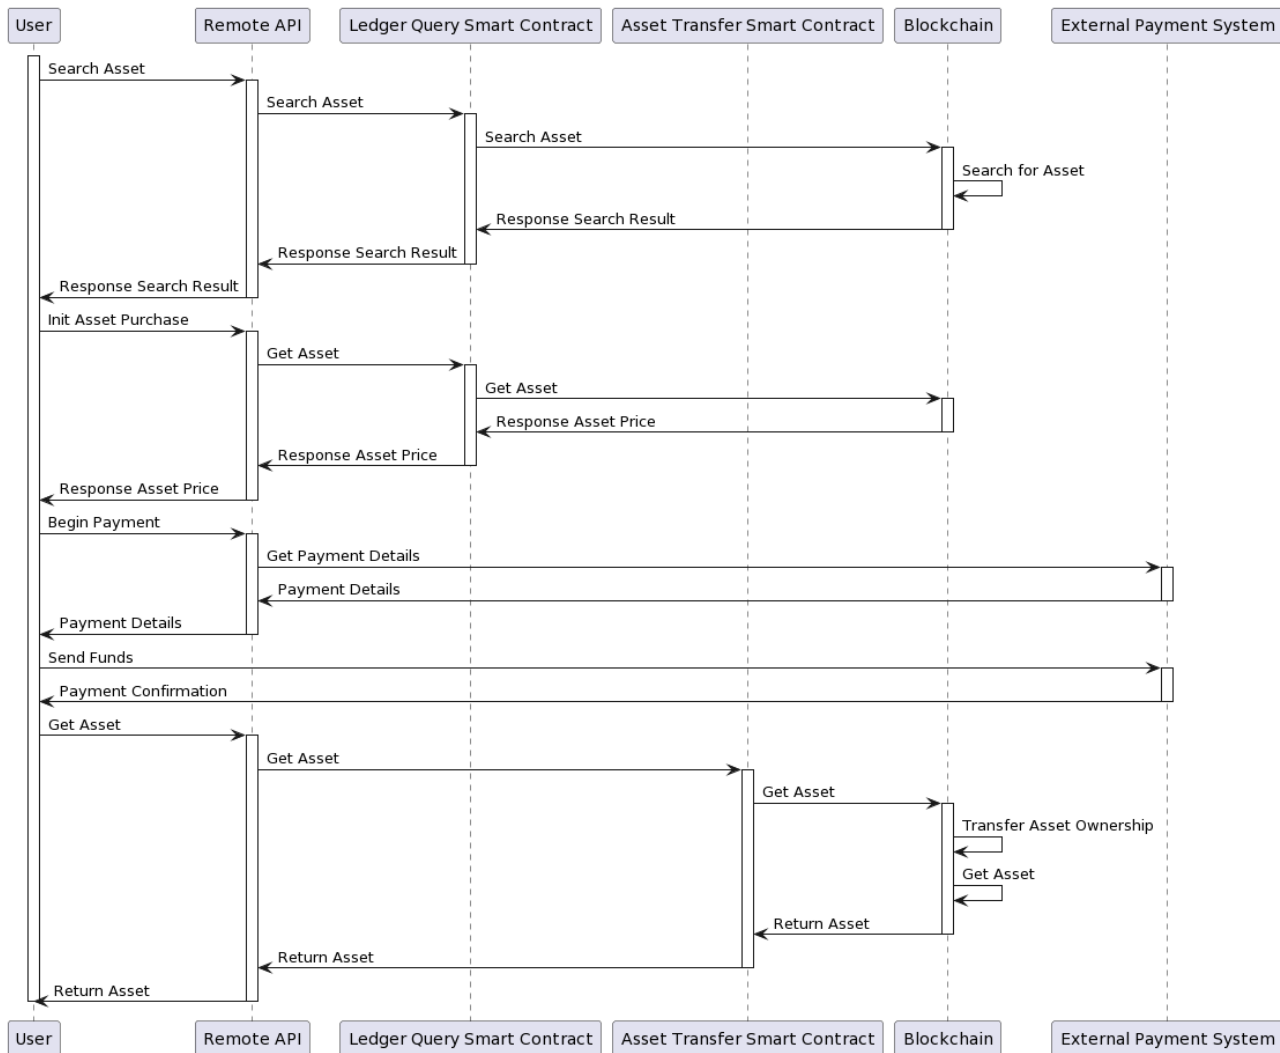 User Remote API Ledger Query Smart Contract Asset Transfer Smart Contract Blockchain External Payment System
Search Asset
Search Asset
Search Asset
Search for Asset
Response Search Result
Response Search Result
Response Search Result
Init Asset Purchase
Get Asset
Get Asset
Response Asset Price
Response Asset Price
Response Asset Price
Begin Payment
Get Payment Details
Payment Details
Payment Details
Send Funds
Payment Confirmation
Get Asset
Get Asset
Get Asset
Transfer Asset Ownership
Get Asset
Return Asset
Return Asset
Return Asset
User Remote API Ledger Query Smart Contract Asset Transfer Smart Contract Blockchain External Payment System